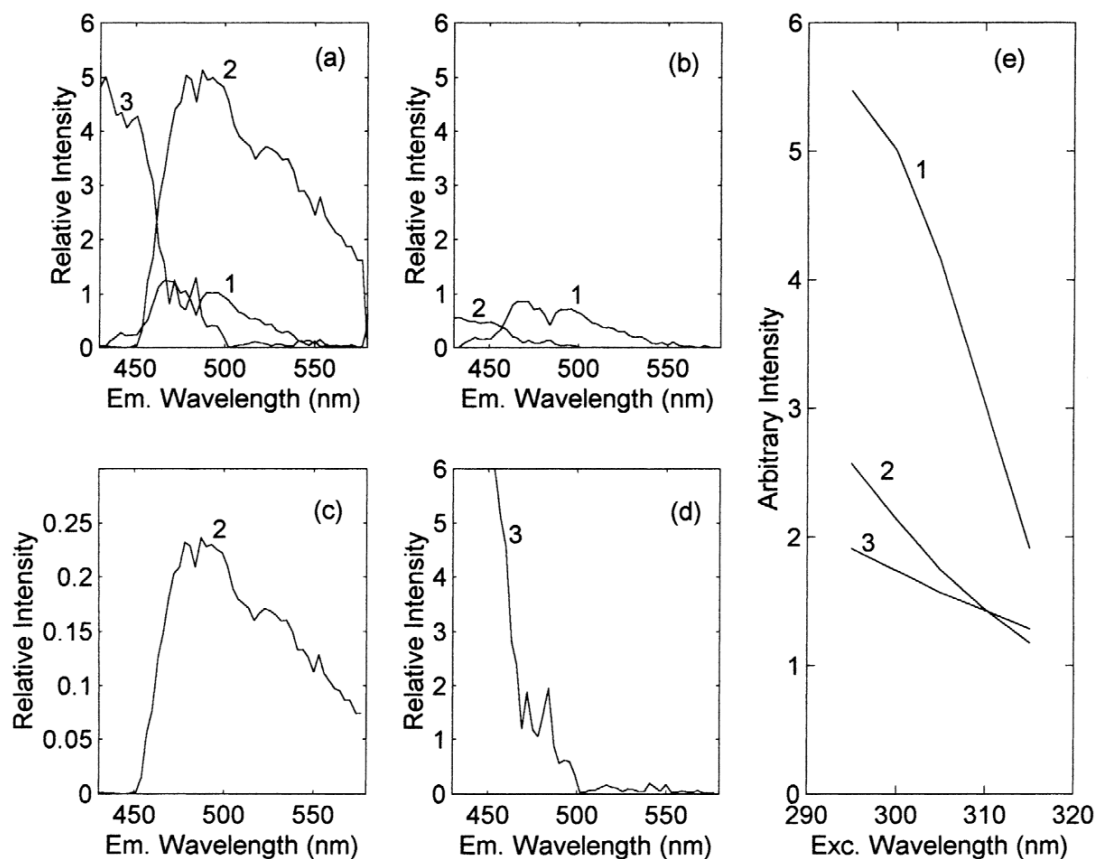 (a)
Relative Intensity
6
5
4
3
2
1
0
3
2
1
450 500 550
Em. Wavelength (nm)
(b)
Relative Intensity
6
5
4
3
2
1
0
2
1
450 500 550
Em. Wavelength (nm)
(c)
Relative Intensity
0.25
0.2
0.15
0.1
0.05
0
2
450 500 550
Em. Wavelength (nm)
(d)
Relative Intensity
6
5
4
3
2
1
0
3
450 500 550
Em. Wavelength (nm)
(e)
Arbitrary Intensity
6
5
4
3
2
1
0
1
2
3
290 300 310 320
Exc. Wavelength (nm)